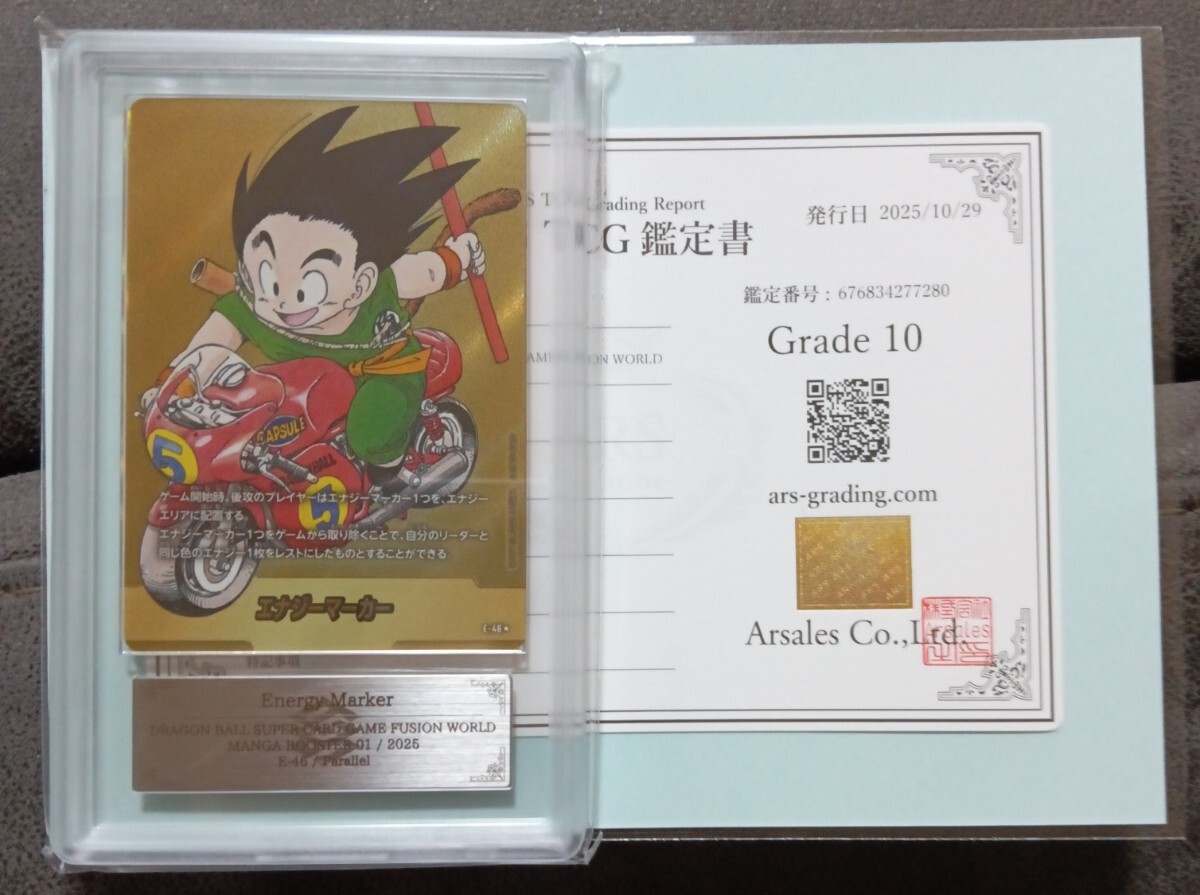 5
CAPSULE
BALL
5
ゲーム開始時、後攻のプレイヤーはエナジーマーカー1つを、エナジー
エリアに配置する。
エナジーマーカー1つをゲームから取り除くことで、自分のリーダーと
同じ色のエナジー1枚をレストにしたものとすることができる
エナジーマーカー
E-46★
Energy Marker
DRAGON BALL SUPER CARD GAME FUSION WORLD
MANGA BOOSTER 01 / 2025
E-46 / Parallel
Grading Report
TCG 鑑定書
発行日 2025/10/29
鑑定番号 : 676834277280
FUSION WORLD
Grade 10
ars-grading.com
Arsales Co.,Ltd.
特記事項